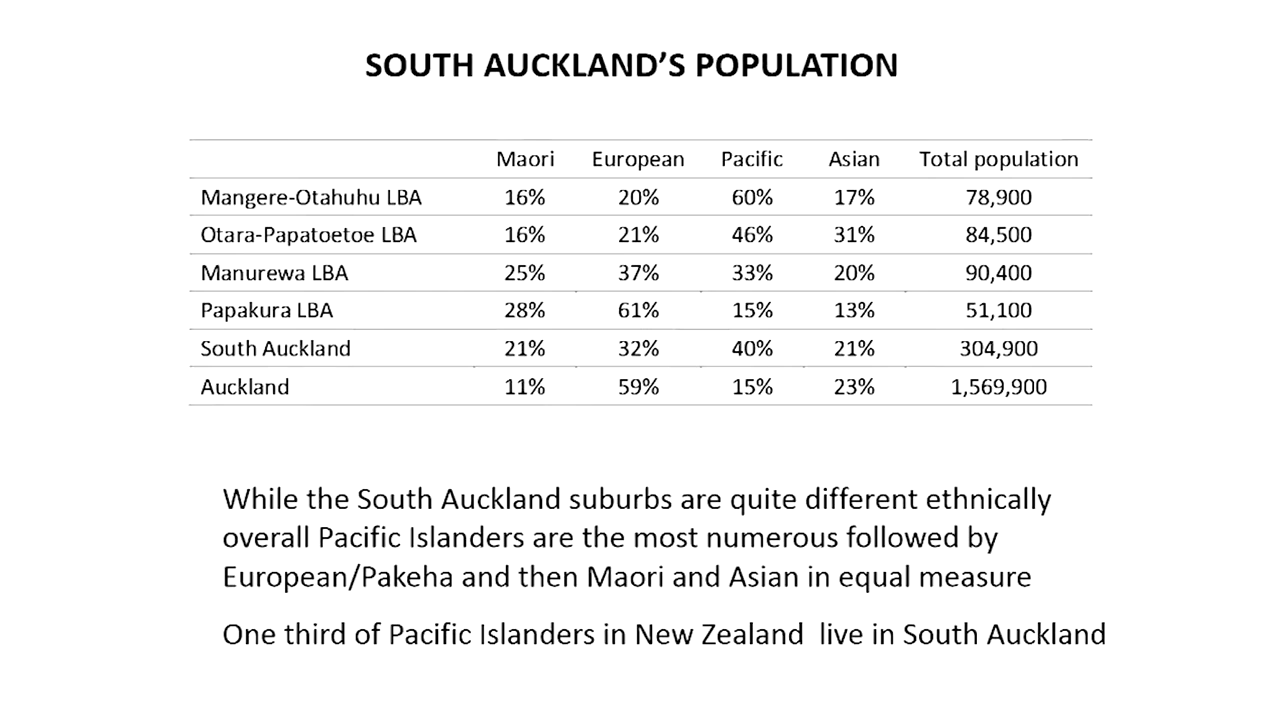 SOUTH AUCKLAND’S POPULATION
Maori European Pacific Asian Total population
Mangere-Otahuhu LBA 16% 20% 60% 17% 78,900
Otara-Papatoetoe LBA 16% 21% 46% 31% 84,500
Manurewa LBA 25% 37% 33% 20% 90,400
Papakura LBA 28% 61% 15% 13% 51,100
South Auckland 21% 32% 40% 21% 304,900
Auckland 11% 59% 15% 23% 1,569,900
While the South Auckland suburbs are quite different ethnically
overall Pacific Islanders are the most numerous followed by
European/Pakeha and then Maori and Asian in equal measure
One third of Pacific Islanders in New Zealand live in South Auckland